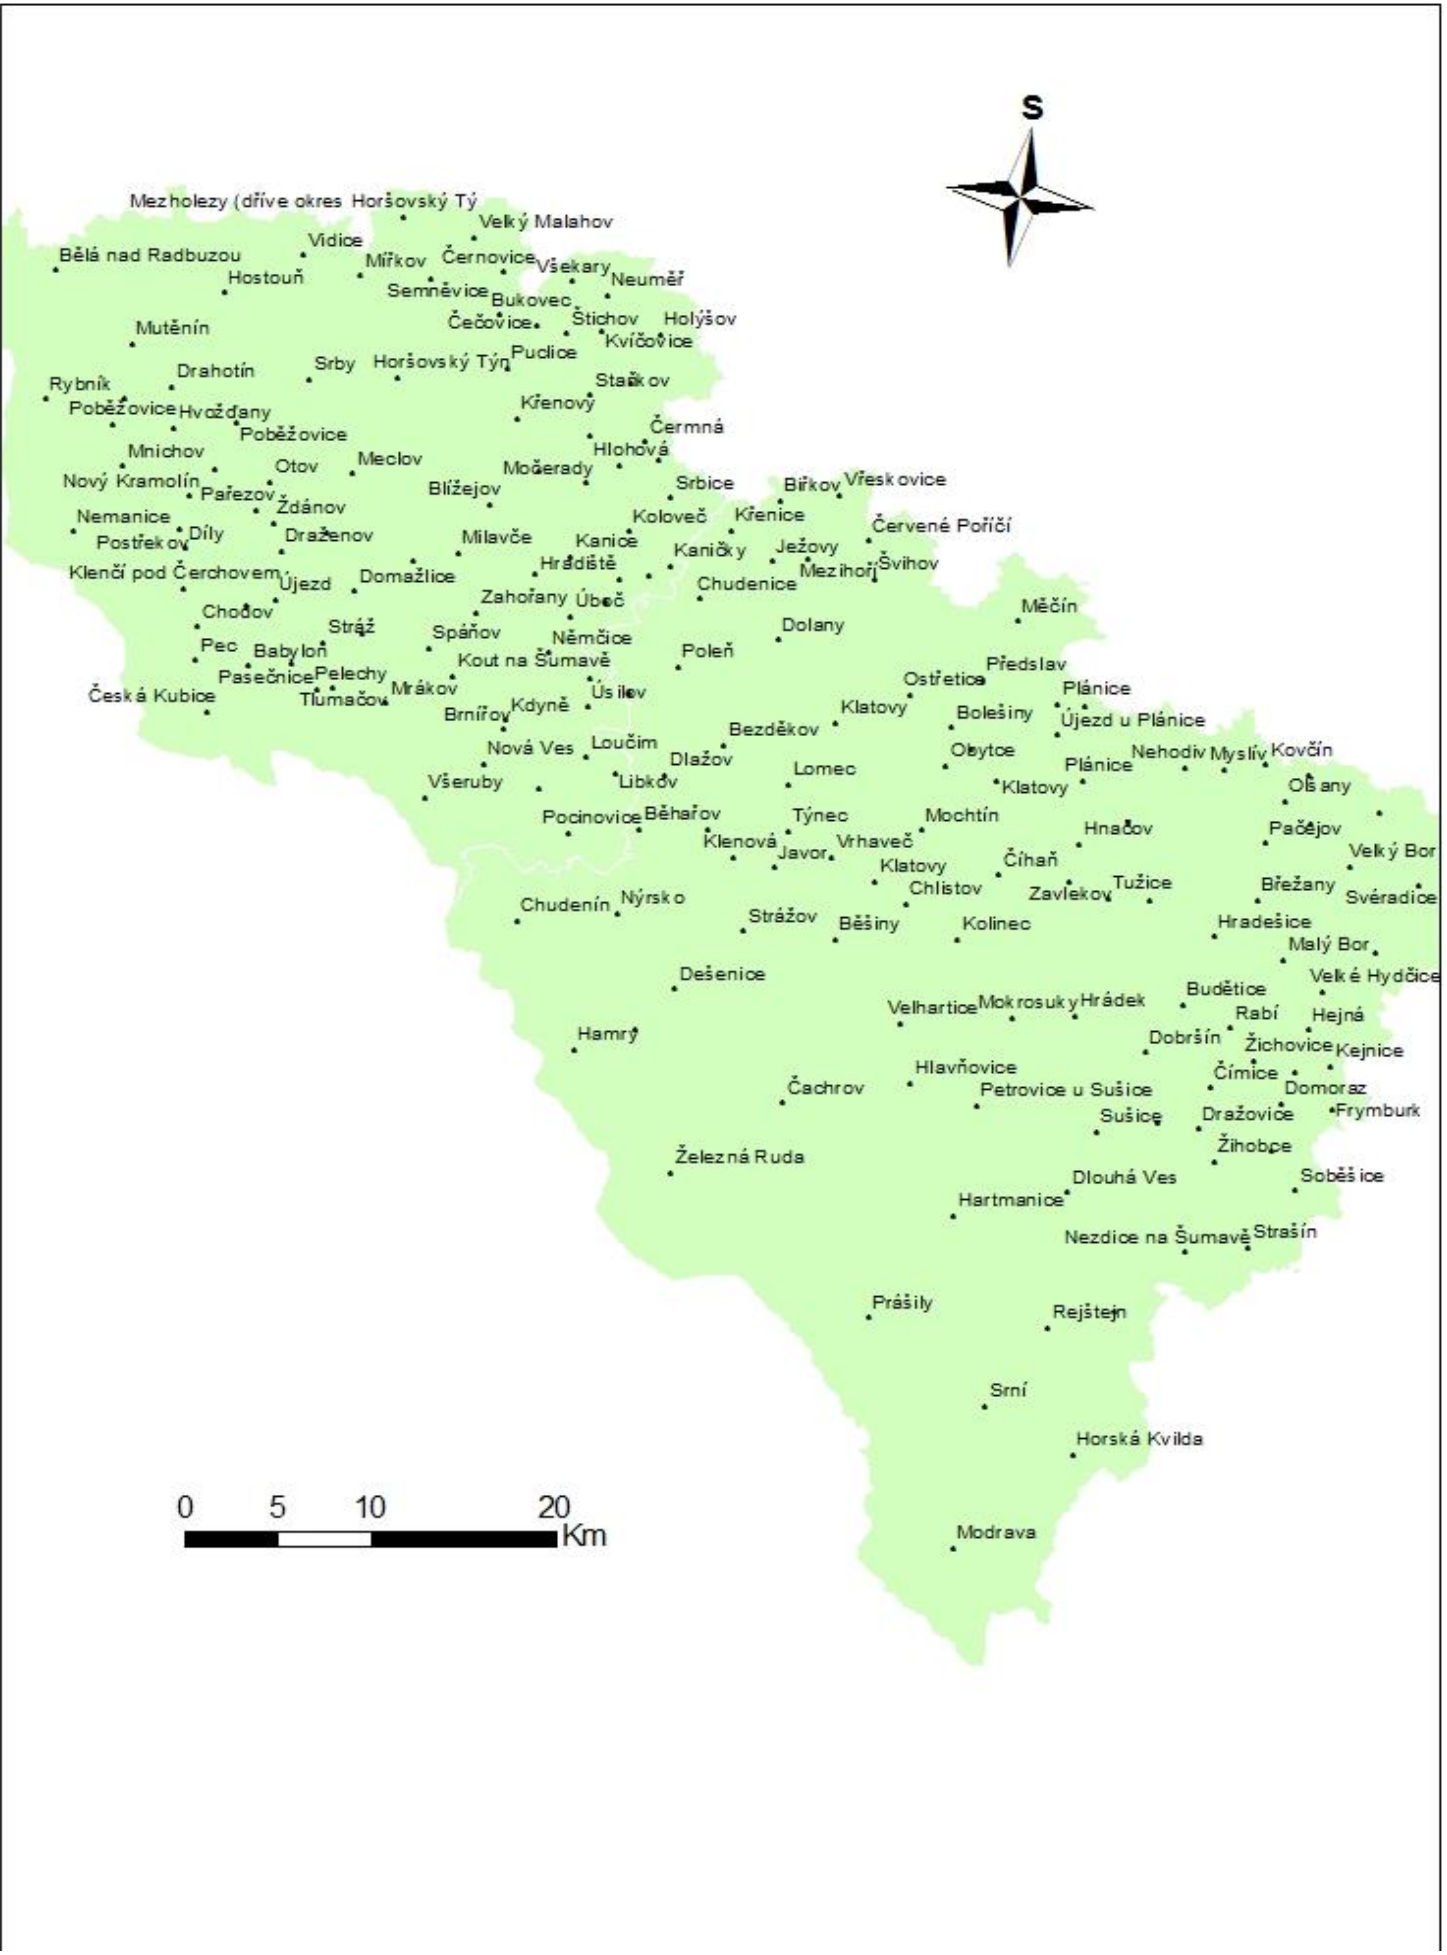 S
Mezholezy (dříve okres Horšovský Tý
Velký Malahov
Vidice
Bělá nad Radbuzou
Mířkov
Černovice
Všekary
Hostouň
Neuměř
Semněvice
Bukovec
Čečovice
Štichov
Holýšov
Mutěnín
Kvíčovice
Puclice
Drahotín
Srby
Horšovský Týn
Rybník
Staňkov
Poběžovice
Hvožďany
Křenový
Poběžovice
Čermná
Mnichov
Hlohová
Otov
Meclov
Močerady
Nový Kramolín
Srbice
Biřkov
Vřeskovice
Pařezov
Blížejov
Ždánov
Nemanice
Koloveč
Křenice
Červené Poříčí
Postřekov
Díly
Draženov
Milavče
Kanice
Kaničky
Ježovy
Hradiště
Mezihoří
Švihov
Klenčí pod Čerchovem
Újezd
Domažlice
Chudenice
Zahořany
Úboč
Chodov
Měčín
Stráž
Spáňov
Němčice
Dolany
Pec
Babylon
Poleň
Kout na Šumavě
Předslav
Pasečnice
Pelechy
Ostřetice
Česká Kubice
Tlumačov
Mrákov
Úsilov
Plánice
Brnířov
Kdyně
Klatovy
Bolešiny
Újezd u Plánice
Bezděkov
Nová Ves
Loučim
Obytce
Nehodiv
Myslív
Kovčín
Dlažov
Lomec
Plánice
Všeruby
Libkov
Klatovy
Olšany
Pocinovice
Běhařov
Týnec
Mochtín
Hnačov
Pačejov
Klenová
Vrhaveč
Javor
Velký Bor
Klatovy
Číhaň
Chlistov
Zavlekov
Tužice
Břežany
Svéradice
Chudenín
Nýrsko
Strážov
Běšiny
Kolinec
Hradešice
Malý Bor
Dešenice
Velké Hydčice
Budětice
Velhartice
Mokrosuky
Hrádek
Rabí
Hejná
Hamry
Dobršín
Žichovice
Kejnice
Hlavňovice
Čímice
Čachrov
Petrovice u Sušice
Domoraz
Sušice
Dražovice
Frymburk
Žihobce
Železná Ruda
Dlouhá Ves
Soběšice
Hartmanice
Nezdice na Šumavě
Strašín
Prášily
Rejštejn
Srní
Horská Kvilda
0 5 10 20
Km
Modrava